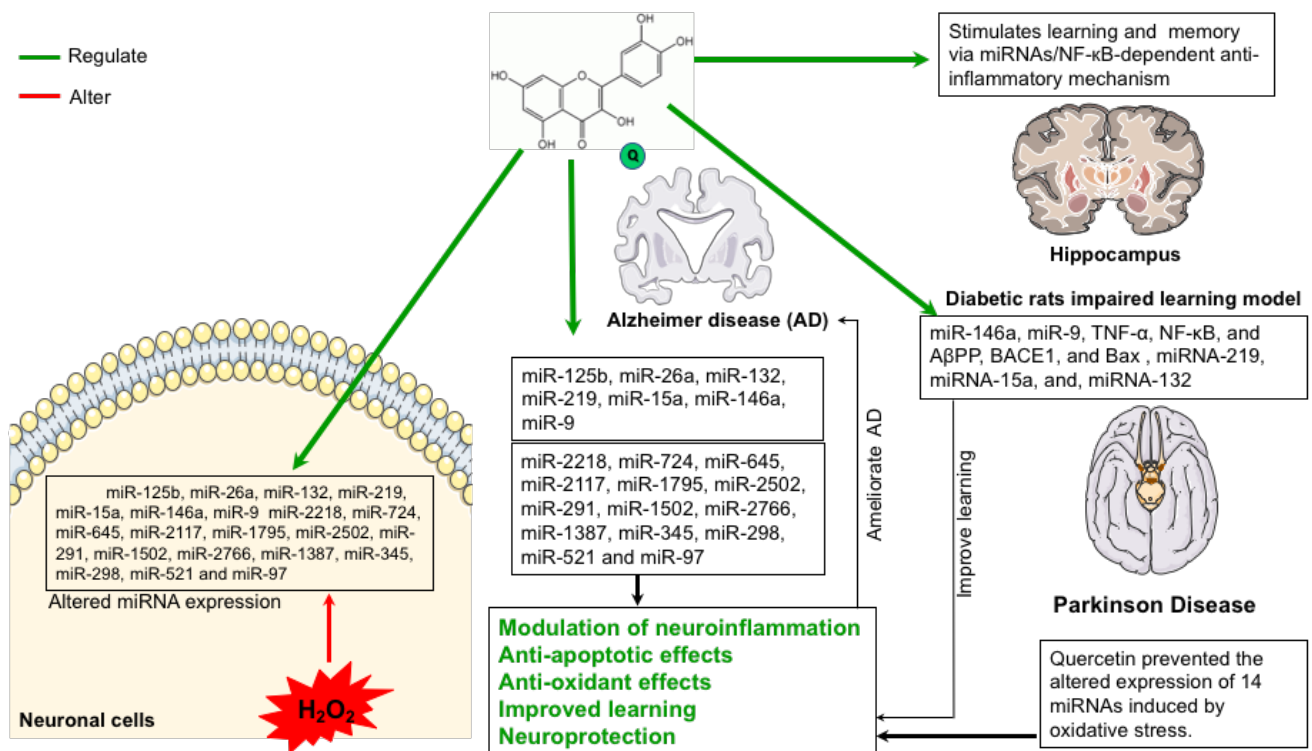 Regulate
Alter
OH
OH
HO
O
OH
OH
O
Q
Stimulates learning and memory
via miRNAs/NF-κB-dependent anti-
inflammatory mechanism
Hippocampus
Alzheimer disease (AD)
Diabetic rats impaired learning model
miR-146a, miR-9, TNF-α, NF-κB, and
AβPP, BACE1, and Bax , miRNA-219,
miRNA-15a, and, miRNA-132
miR-125b, miR-26a, miR-132,
miR-219, miR-15a, miR-146a,
miR-9
miR-2218, miR-724, miR-645,
miR-2117, miR-1795, miR-2502,
miR-291, miR-1502, miR-2766,
miR-1387, miR-345, miR-298,
miR-521 and miR-97
Ameliorate AD
Improve learning
miR-125b, miR-26a, miR-132, miR-219,
miR-15a, miR-146a, miR-9 miR-2218, miR-724,
miR-645, miR-2117, miR-1795, miR-2502, miR-
291, miR-1502, miR-2766, miR-1387, miR-345,
miR-298, miR-521 and miR-97
Altered miRNA expression
H₂O₂
Neuronal cells
Modulation of neuroinflammation
Anti-apoptotic effects
Anti-oxidant effects
Improved learning
Neuroprotection
Parkinson Disease
Quercetin prevented the
altered expression of 14
miRNAs induced by
oxidative stress.